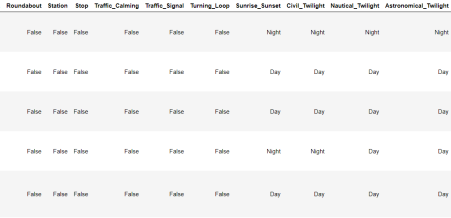 Roundabout Station Stop Traffic_Calming Traffic_Signal Turning_Loop Sunrise_Sunset Civil_Twilight Nautical_Twilight Astronomical_Twilight
False False False False False False Night Night Night Night
False False False False False False Day Day Day Day
False False False False False False Day Day Day Day
False False False False False False Night Night Day Day
False False False False False False Day Day Day Day